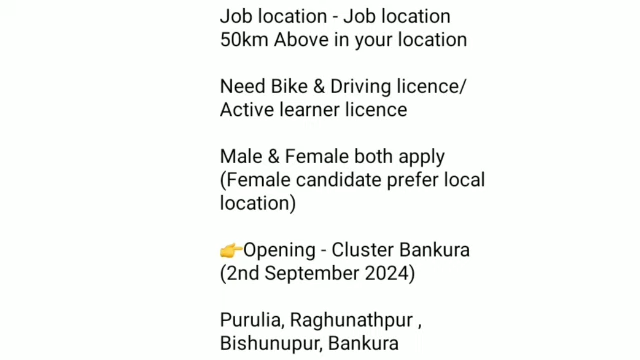 Job location - Job location
50km Above in your location
Need Bike & Driving licence/
Active learner licence
Male & Female both apply
(Female candidate prefer local
location)
👉Opening - Cluster Bankura
(2nd September 2024)
Purulia, Raghunathpur ,
Bishunupur, Bankura